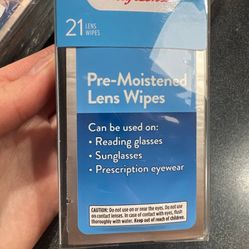 21 LENS
WIPES
Pre-Moistened
Lens Wipes
Can be used on:
• Reading glasses
• Sunglasses
• Prescription eyewear
CAUTION: Do not use on or near the eyes. Do not use
on contact lenses. In case of contact with eyes, flush
thoroughly with water. Keep out of reach of children.